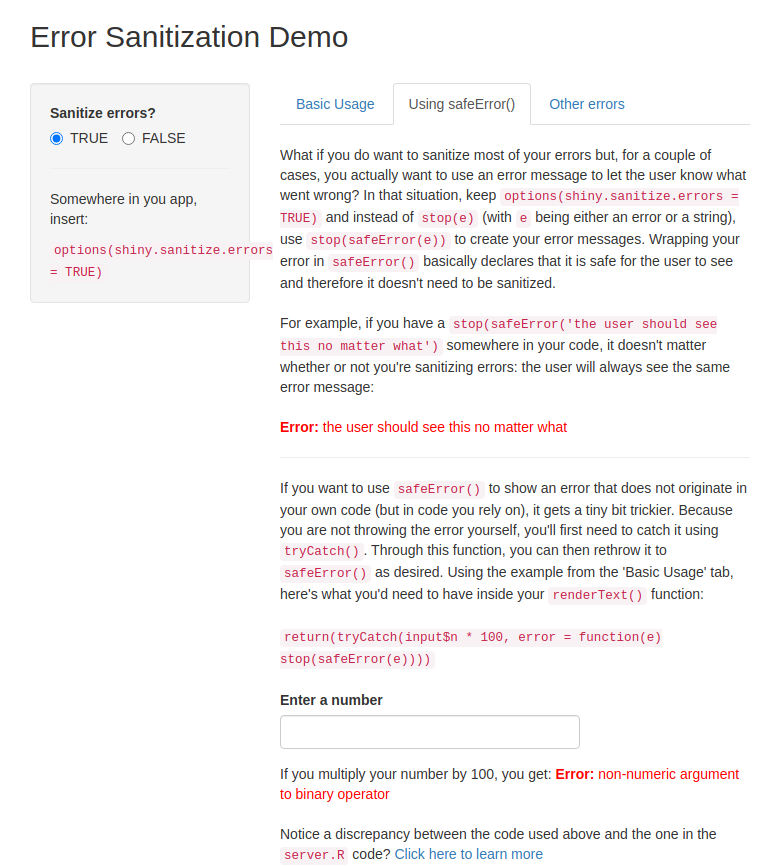 Error Sanitization Demo
Sanitize errors?
TRUE FALSE
Somewhere in you app,
insert:
options(shiny.sanitize.errors
= TRUE)
Basic Usage Using safeError() Other errors
What if you do want to sanitize most of your errors but, for a couple of
cases, you actually want to use an error message to let the user know what
went wrong? In that situation, keep options(shiny.sanitize.errors =
TRUE) and instead of stop(e) (with e being either an error or a string),
use stop(safeError(e)) to create your error messages. Wrapping your
error in safeError() basically declares that it is safe for the user to see
and therefore it doesn't need to be sanitized.
For example, if you have a stop(safeError('the user should see
this no matter what') somewhere in your code, it doesn't matter
whether or not you're sanitizing errors: the user will always see the same
error message:
Error: the user should see this no matter what
If you want to use safeError() to show an error that does not originate in
your own code (but in code you rely on), it gets a tiny bit trickier. Because
you are not throwing the error yourself, you'll first need to catch it using
tryCatch() . Through this function, you can then rethrow it to
safeError() as desired. Using the example from the 'Basic Usage' tab,
here's what you'd need to have inside your renderText() function:
return(tryCatch(input$n * 100, error = function(e)
stop(safeError(e))))
Enter a number
If you multiply your number by 100, you get: Error: non-numeric argument
to binary operator
Notice a discrepancy between the code used above and the one in the
server.R code? Click here to learn more